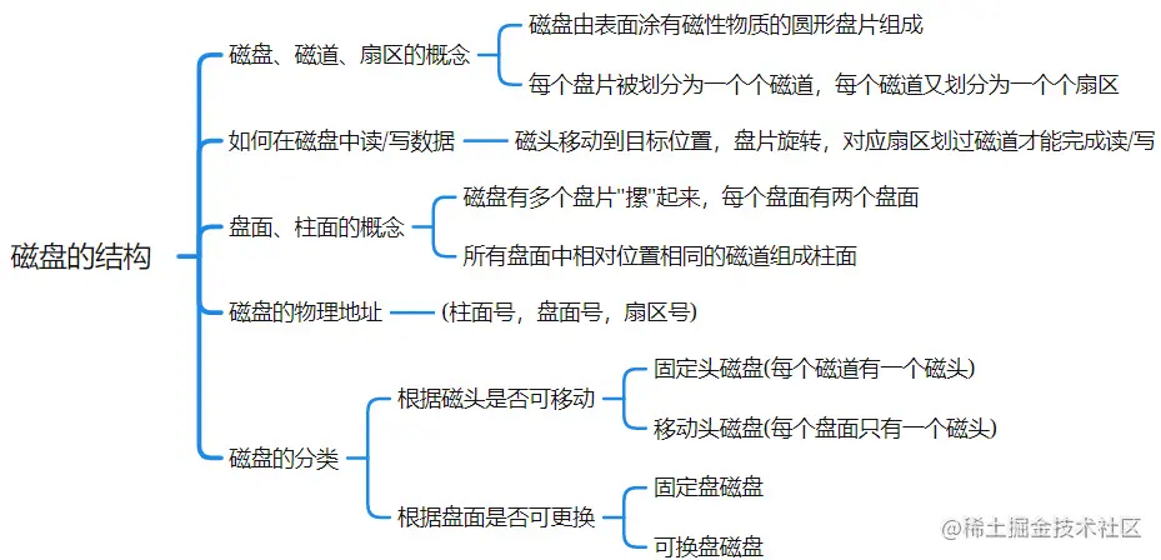 磁盘的结构
磁盘、磁道、扇区的概念
磁盘由表面涂有磁性物质的圆形盘片组成
每个盘片被划分为一个个磁道，每个磁道又划分为一个个扇区
如何在磁盘中读/写数据
磁头移动到目标位置，盘片旋转，对应扇区划过磁道才能完成读/写
盘面、柱面的概念
磁盘有多个盘片"摞"起来，每个盘面有两个盘面
所有盘面中相对位置相同的磁道组成柱面
磁盘的物理地址
(柱面号，盘面号，扇区号)
磁盘的分类
根据磁头是否可移动
固定头磁盘(每个磁道有一个磁头)
移动头磁盘(每个盘面只有一个磁头)
根据盘面是否可更换
固定盘磁盘
可换盘磁盘
@稀土掘金技术社区